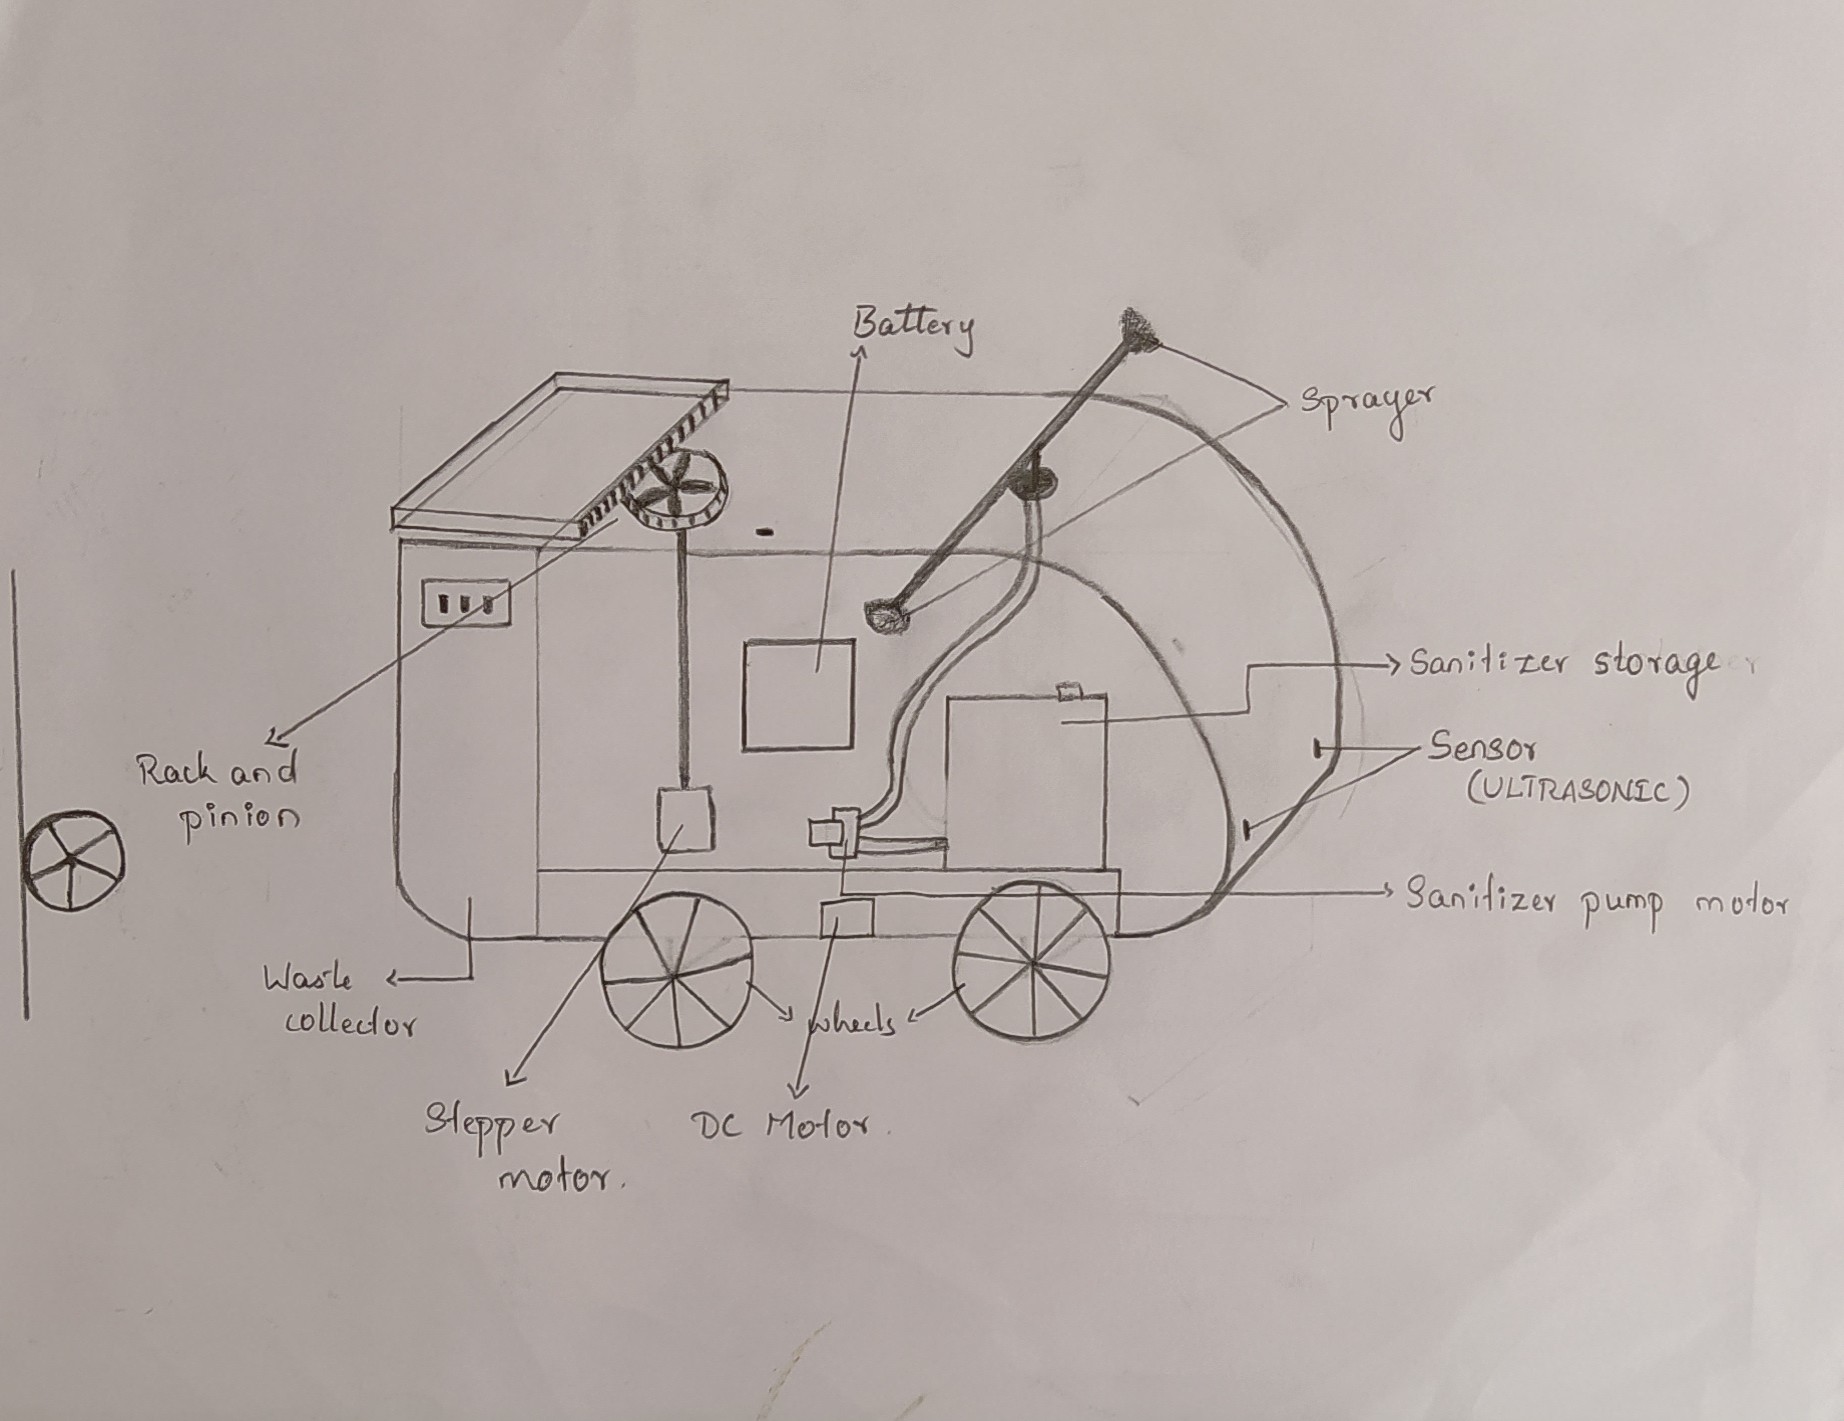 Battery
Sprayer
Sanitizer storage
Sensor
(ULTRASONIC)
Rack and
pinion
Sanitizer pump motor
Waste
collector
wheels
Stepper
motor.
DC Motor.